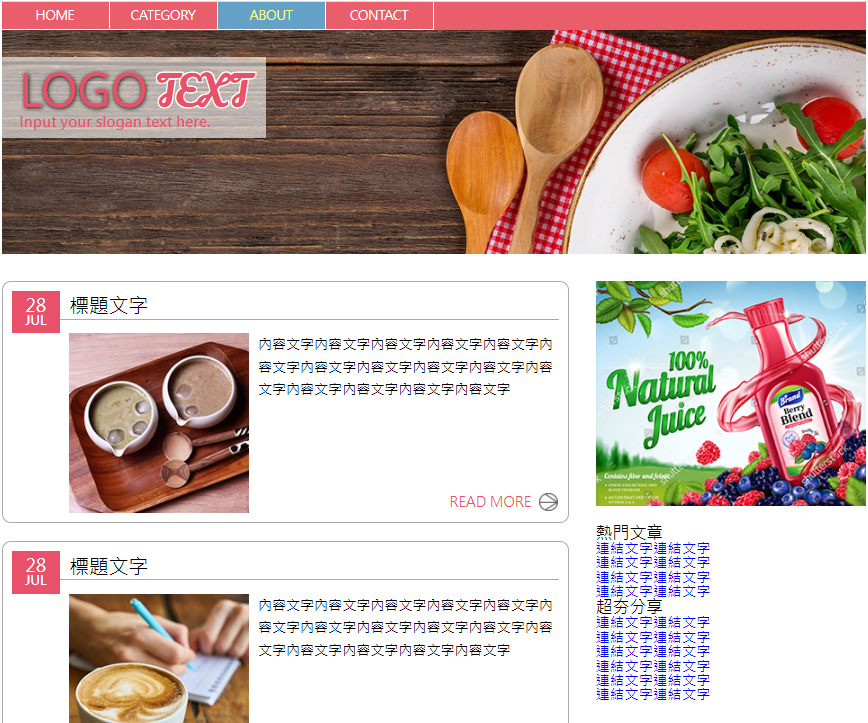 HOME
CATEGORY
ABOUT
CONTACT
LOGO TEXT
Input your slogan text here.
28
JUL
標題文字
內容文字內容文字內容文字內容文字內容文字內
容文字內容文字內容文字內容文字內容文字內容
文字內容文字內容文字內容文字內容文字
READ MORE
28
JUL
標題文字
內容文字內容文字內容文字內容文字內容文字內
容文字內容文字內容文字內容文字內容文字內容
文字內容文字內容文字內容文字內容文字
100%
Natural
Juice
Brand
Berry
Blend
Contains fiber and folate
shutterstock
熱門文章
連結文字連結文字
連結文字連結文字
連結文字連結文字
連結文字連結文字
超夯分享
連結文字連結文字
連結文字連結文字
連結文字連結文字
連結文字連結文字
連結文字連結文字
連結文字連結文字